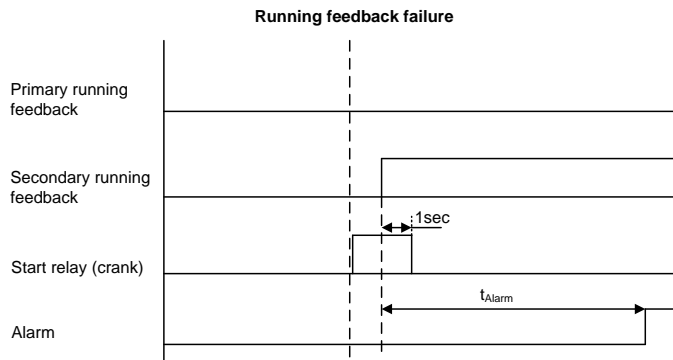 Running feedback failure
Primary running
feedback
Secondary running
feedback
1sec
Start relay (crank)
tAlarm
Alarm